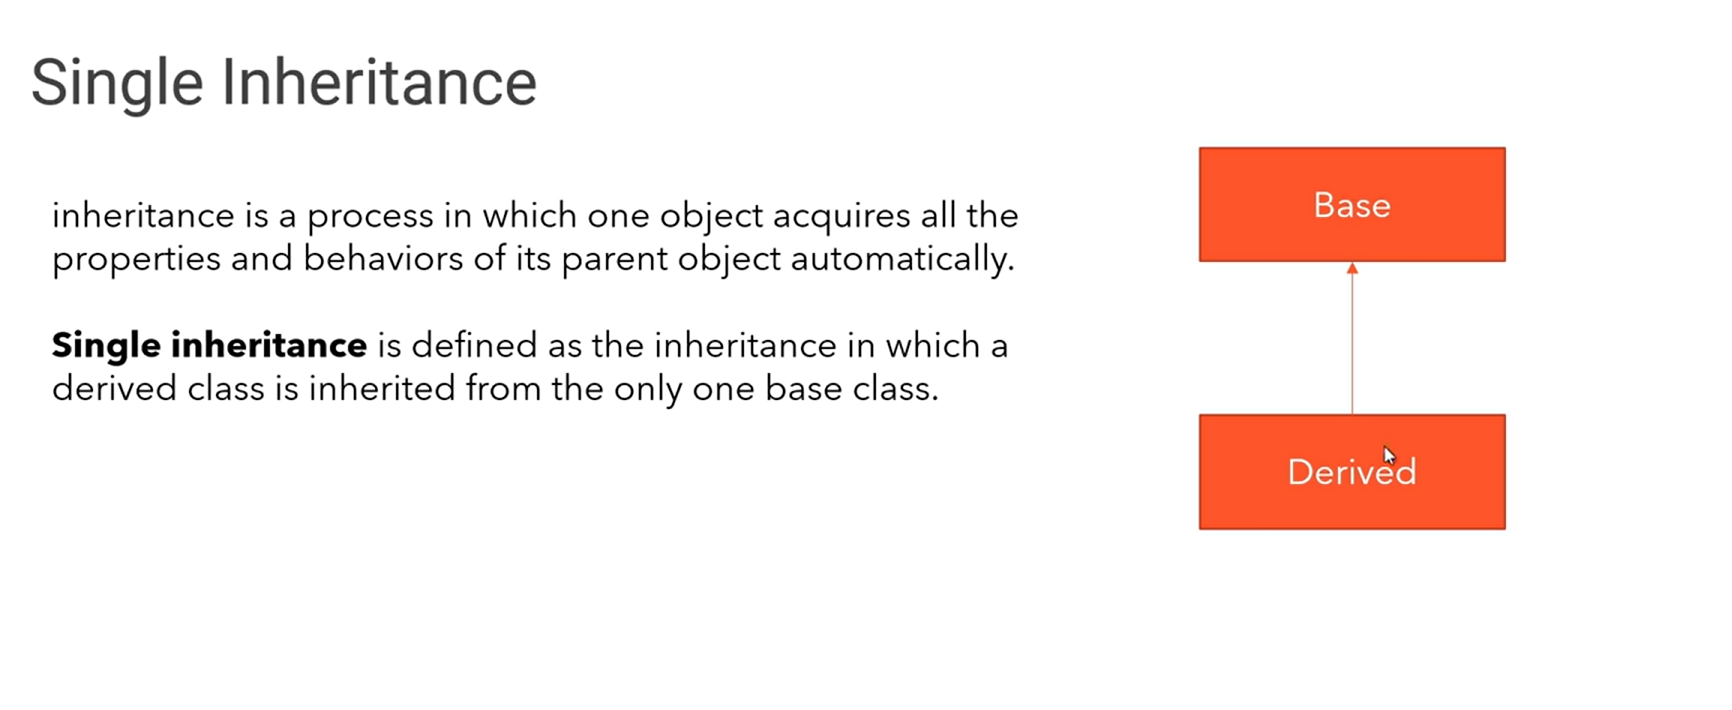 Single Inheritance
inheritance is a process in which one object acquires all the
properties and behaviors of its parent object automatically.
Single inheritance is defined as the inheritance in which a
derived class is inherited from the only one base class.
Base
Derived